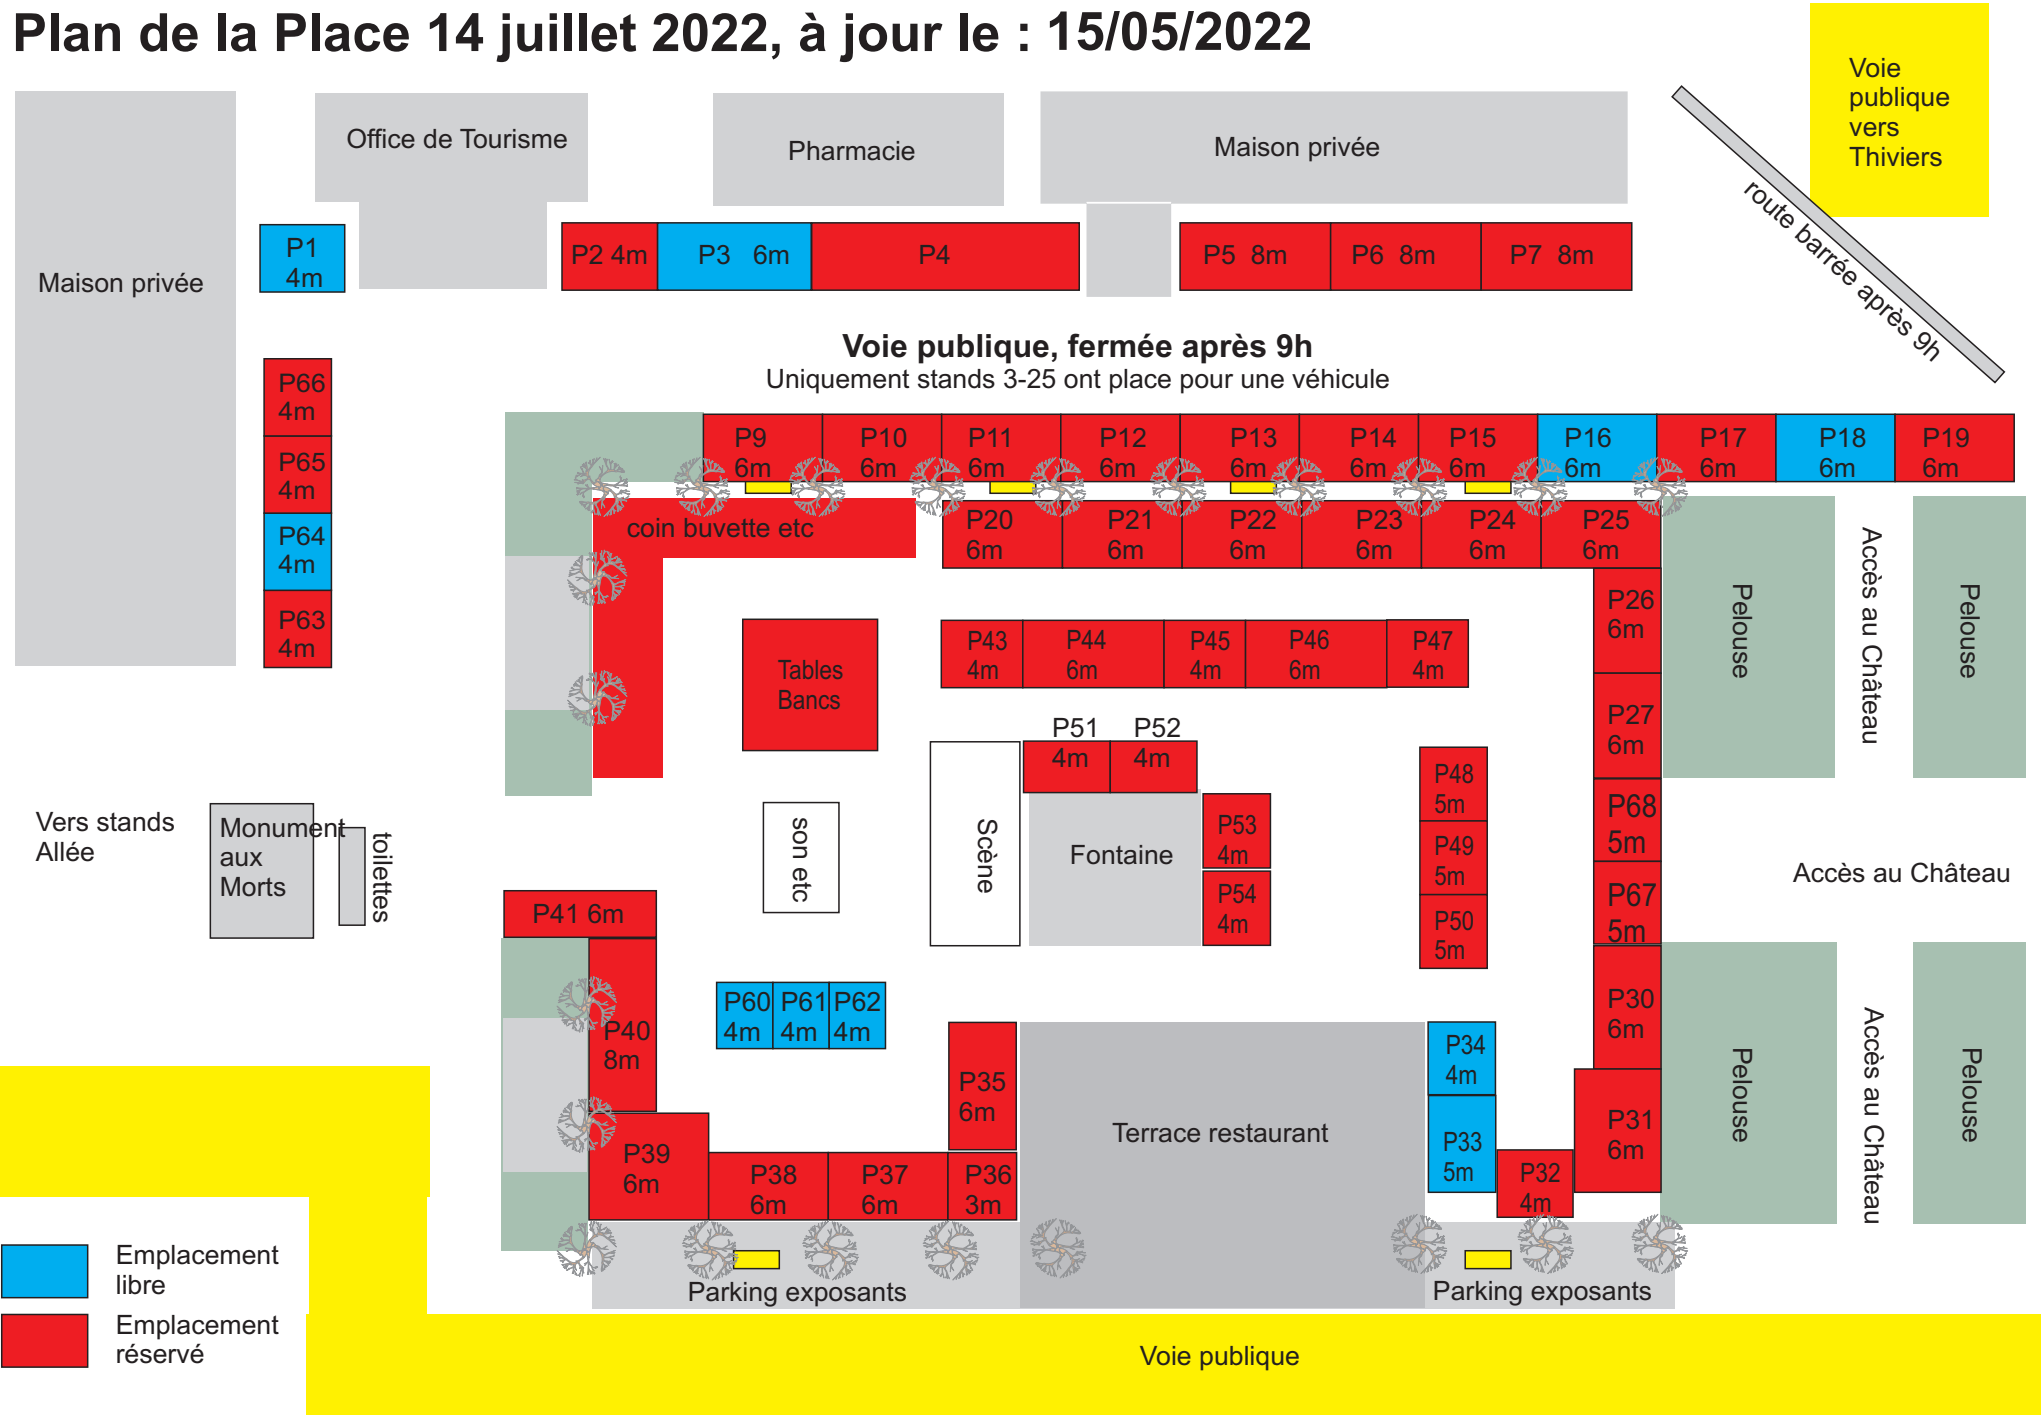 Plan de la Place 14 juillet 2022, à jour le : 15/05/2022
Voie
publique
vers
Thiviers
Office de Tourisme
Pharmacie
Maison privée
route barrée après 9h
Maison privée
P1
4m
P2 4m
P3 6m
P4
P5 8m
P6 8m
P7 8m
Voie publique, fermée après 9h
Uniquement stands 3-25 ont place pour une véhicule
P66
4m
P65
4m
P64
4m
P63
4m
P9
6m
P10
6m
P11
6m
P12
6m
P13
6m
P14
6m
P15
6m
P16
6m
P17
6m
P18
6m
P19
6m
coin buvette etc
P20
6m
P21
6m
P22
6m
P23
6m
P24
6m
P25
6m
P26
6m
P27
6m
P68
5m
P67
5m
P30
6m
P31
6m
Pelouse
Accès au Château
Pelouse
Tables
Bancs
P43
4m
P44
6m
P45
4m
P46
6m
P47
4m
P51
4m
P52
4m
P48
5m
P49
5m
P50
5m
P53
4m
P54
4m
Vers stands
Allée
Monument
aux
Morts
toilettes
son etc
Scène
Fontaine
Accès au Château
P41 6m
P40
8m
P60
4m
P61
4m
P62
4m
P35
6m
P34
4m
P33
5m
P32
4m
Terrace restaurant
Pelouse
Accès au Château
Pelouse
P39
6m
P38
6m
P37
6m
P36
3m
Emplacement
libre
Emplacement
réservé
Parking exposants
Parking exposants
Voie publique